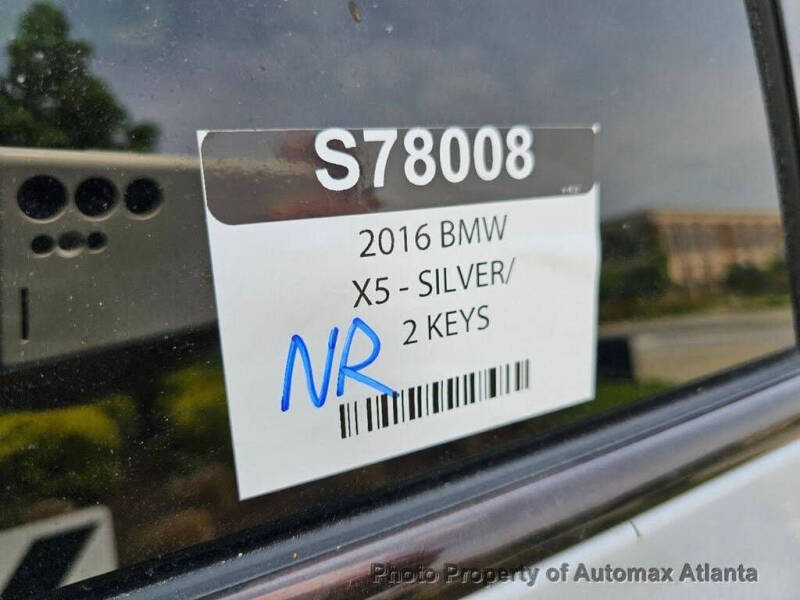 S78008
2016 BMW
X5 - SILVER/
2 KEYS
NR
Photo Property of Automax Atlanta